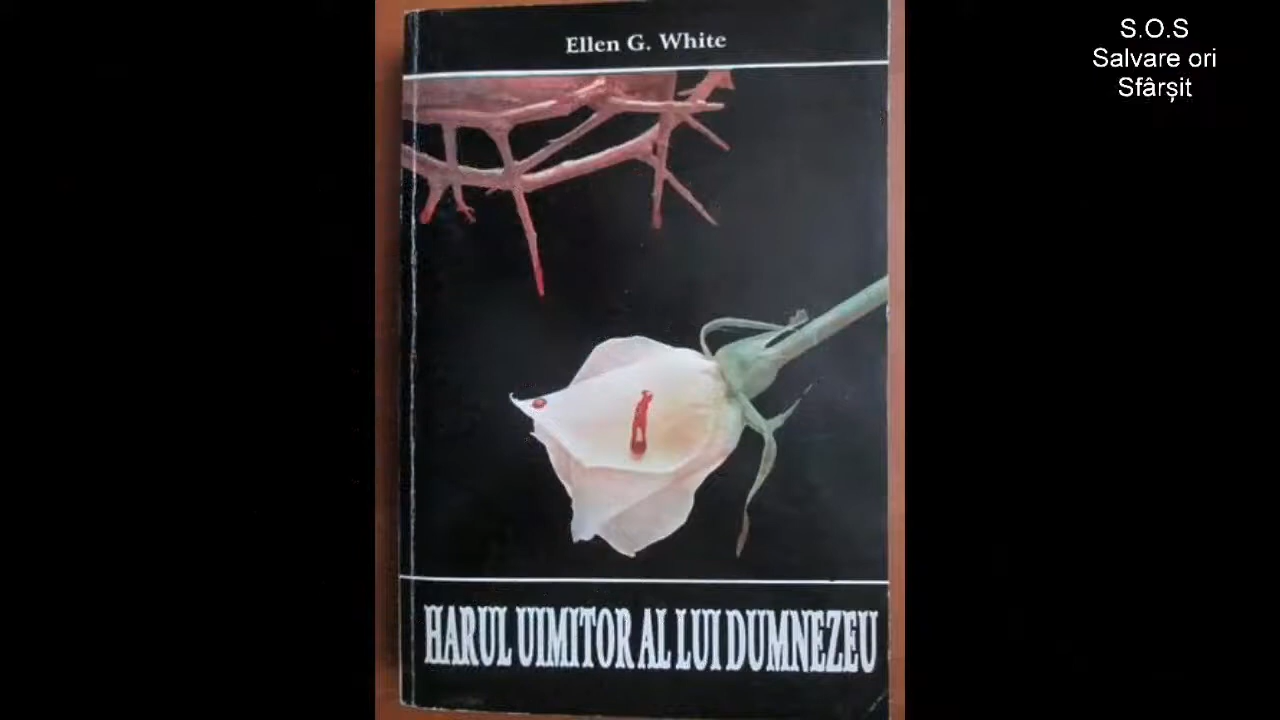 Ellen G. White
HARUL UIMITOR AL LUI DUMNEZEU
S.O.S
Salvare ori
Sfârșit